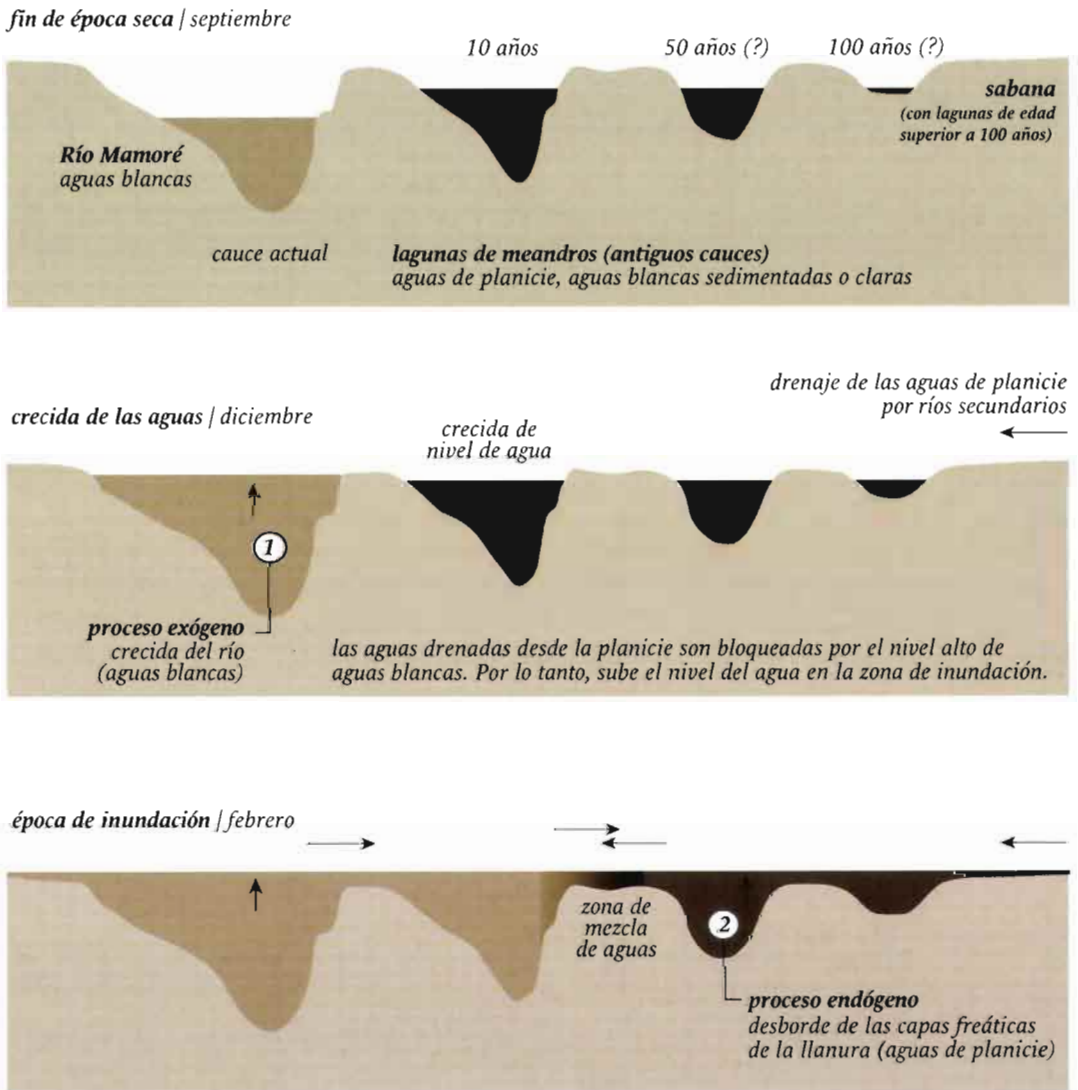 fin de época seca | septiembre
10 años
50 años (?)
100 años (?)
sabana
(con lagunas de edad
superior a 100 años)
Río Mamoré
aguas blancas
cauce actual
lagunas de meandros (antiguos cauces)
aguas de planicie, aguas blancas sedimentadas o claras
drenaje de las aguas de planicie
por ríos secundarios
crecida de las aguas | diciembre
crecida de
nivel de agua
1
proceso exógeno
crecida del río
(aguas blancas)
las aguas drenadas desde la planicie son bloqueadas por el nivel alto de
aguas blancas. Por lo tanto, sube el nivel del agua en la zona de inundación.
época de inundación | febrero
zona de
mezcla
de aguas
2
proceso endógeno
desborde de las capas freáticas
de la llanura (aguas de planicie)